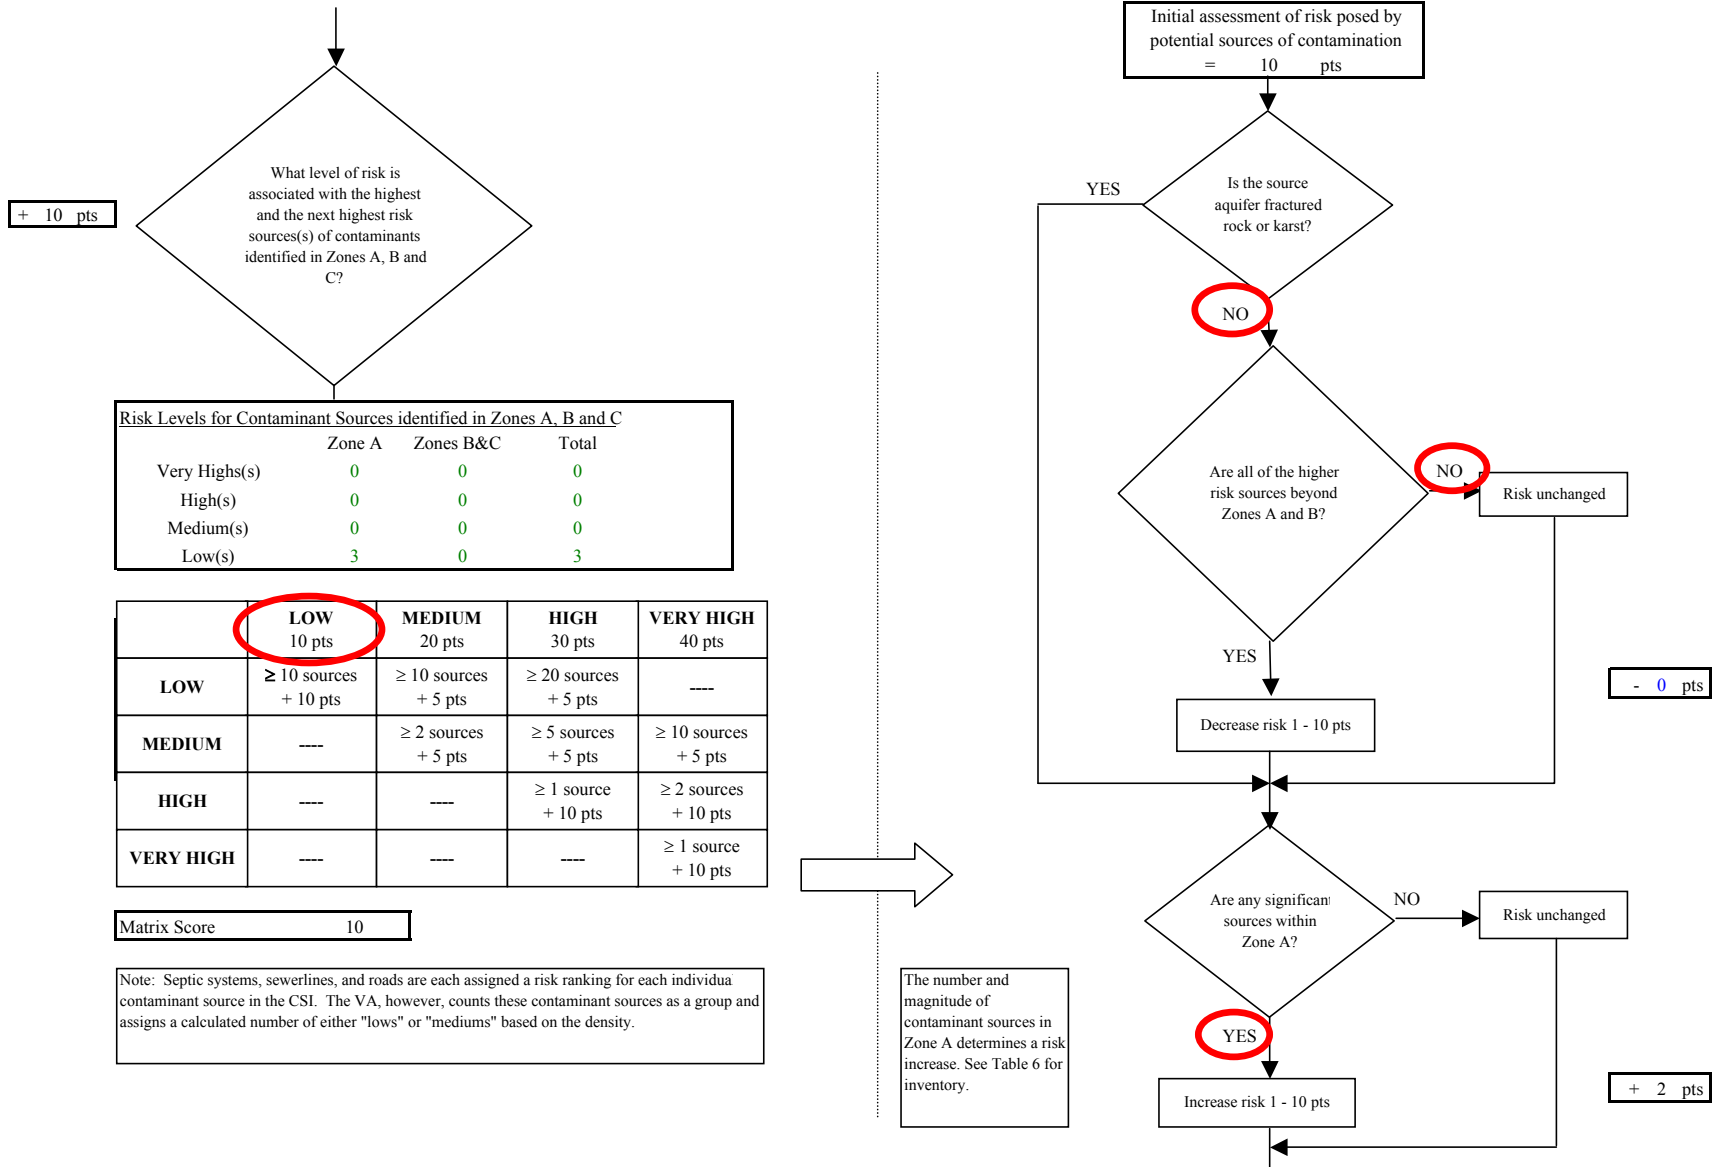 What level of risk is
associated with the highest
and the next highest risk
sources(s) of contaminants
identified in Zones A, B and
C?
+ 10 pts
Risk Levels for Contaminant Sources identified in Zones A, B and C
Zone A Zones B&C Total
Very Highs(s) 0 0 0
High(s) 0 0 0
Medium(s) 0 0 0
Low(s) 3 0 3
LOW MEDIUM HIGH VERY HIGH
10 pts 20 pts 30 pts 40 pts
LOW ≥ 10 sources ≥ 10 sources ≥ 20 sources ----
+ 10 pts + 5 pts + 5 pts
MEDIUM ---- ≥ 2 sources ≥ 5 sources ≥ 10 sources
+ 5 pts + 5 pts + 5 pts
HIGH ---- ---- ≥ 1 source ≥ 2 sources
+ 10 pts + 10 pts
VERY HIGH ---- ---- ---- ≥ 1 source
+ 10 pts
Matrix Score 10
Note: Septic systems, sewerlines, and roads are each assigned a risk ranking for each individua
contaminant source in the CSI. The VA, however, counts these contaminant sources as a group and
assigns a calculated number of either "lows" or "mediums" based on the density.
Initial assessment of risk posed by
potential sources of contamination
= 10 pts
YES
Is the source
aquifer fractured
rock or karst?
NO
Are all of the higher
risk sources beyond
Zones A and B?
NO
Risk unchanged
YES
- 0 pts
Decrease risk 1 - 10 pts
Are any significant
sources within
Zone A?
NO
Risk unchanged
The number and
magnitude of
contaminant sources in
Zone A determines a risk
increase. See Table 6 for
inventory.
YES
+ 2 pts
Increase risk 1 - 10 pts